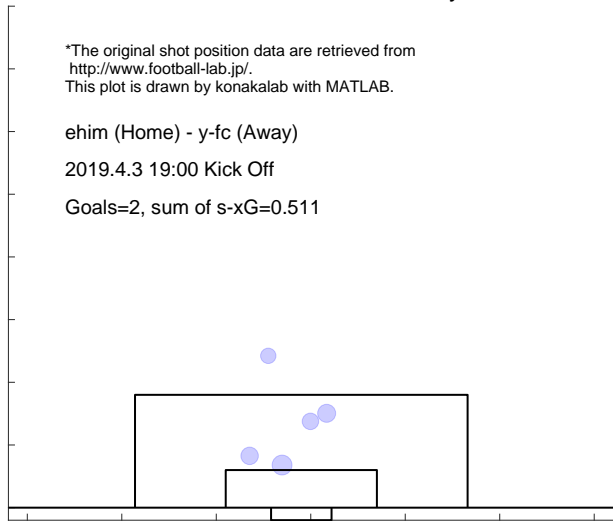 *The original shot position data are retrieved from
http://www.football-lab.jp/.
This plot is drawn by konakalab with MATLAB.
ehim (Home) - y-fc (Away)
2019.4.3 19:00 Kick Off
Goals=2, sum of s-xG=0.511